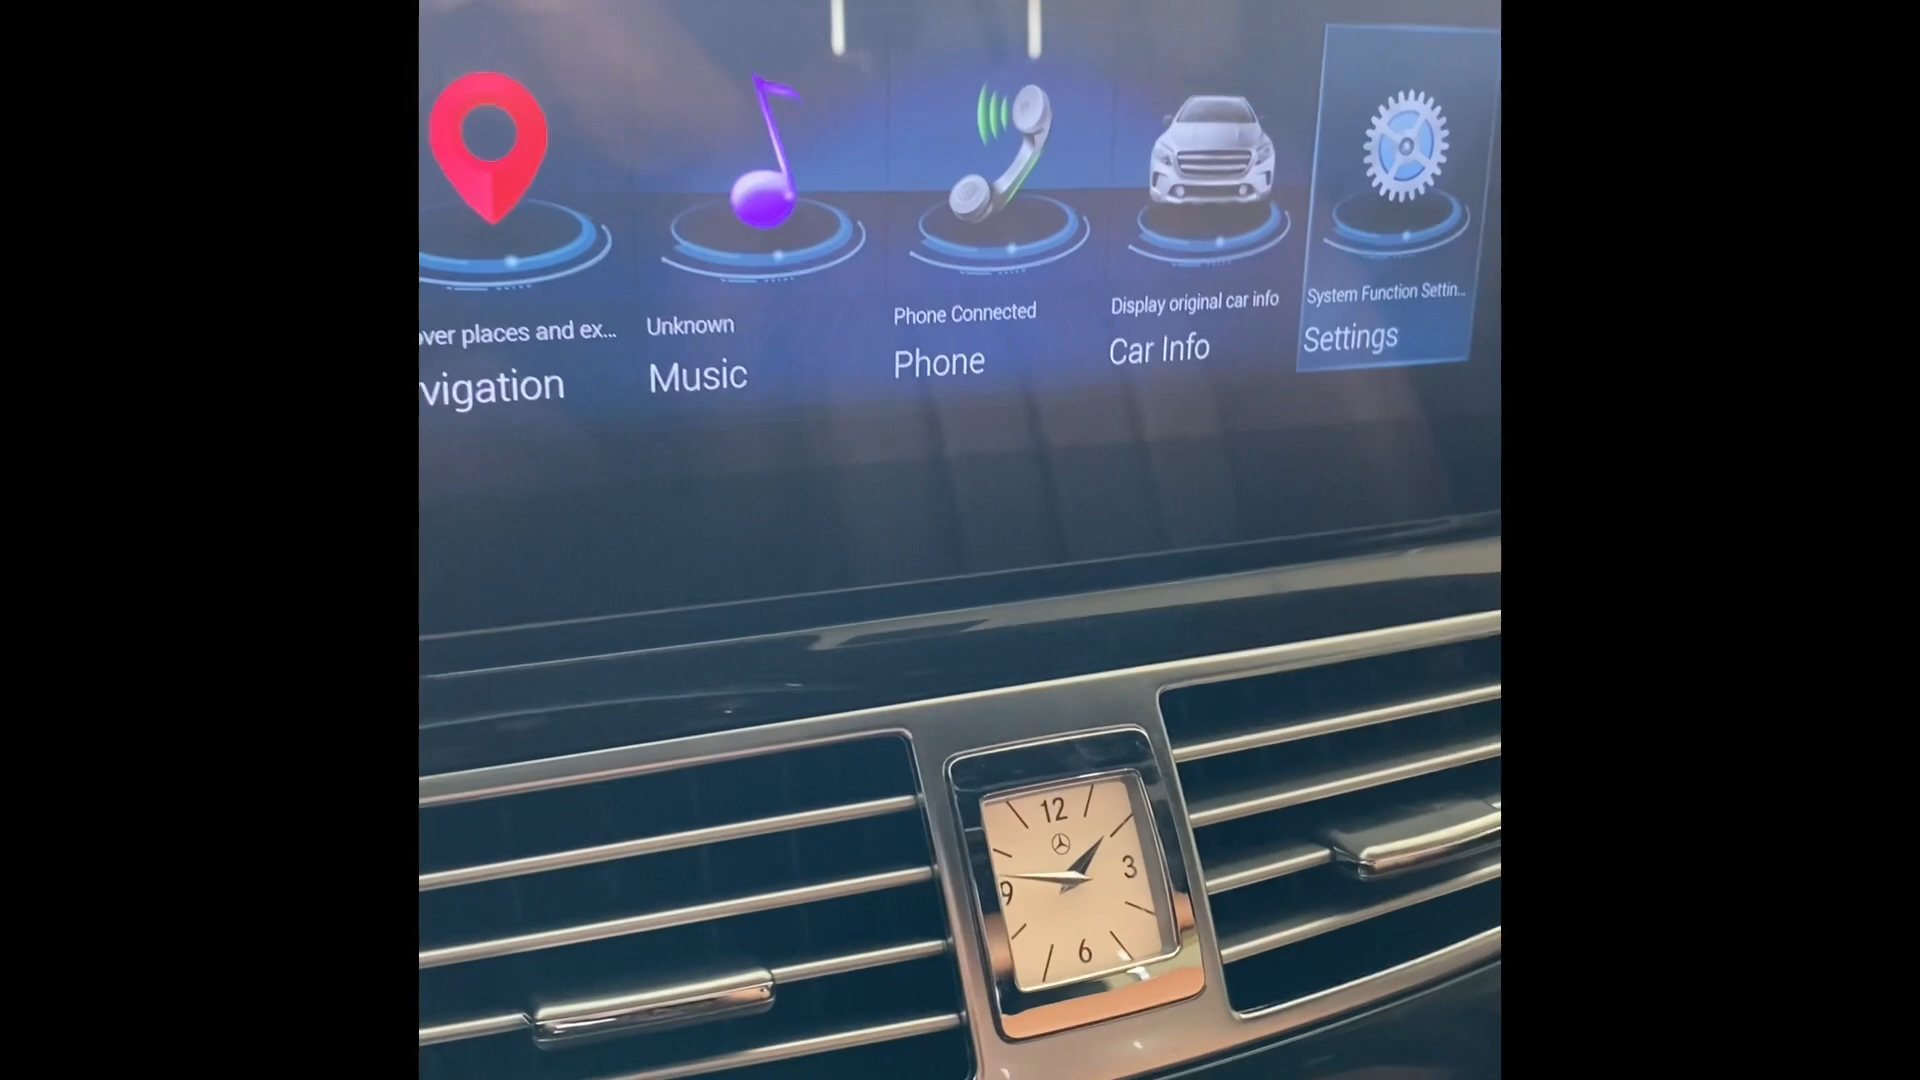 over places and ex...
vigation
Unknown
Music
Phone Connected
Phone
Display original car info
Car Info
System Function Settin...
Settings
12
3
6
9